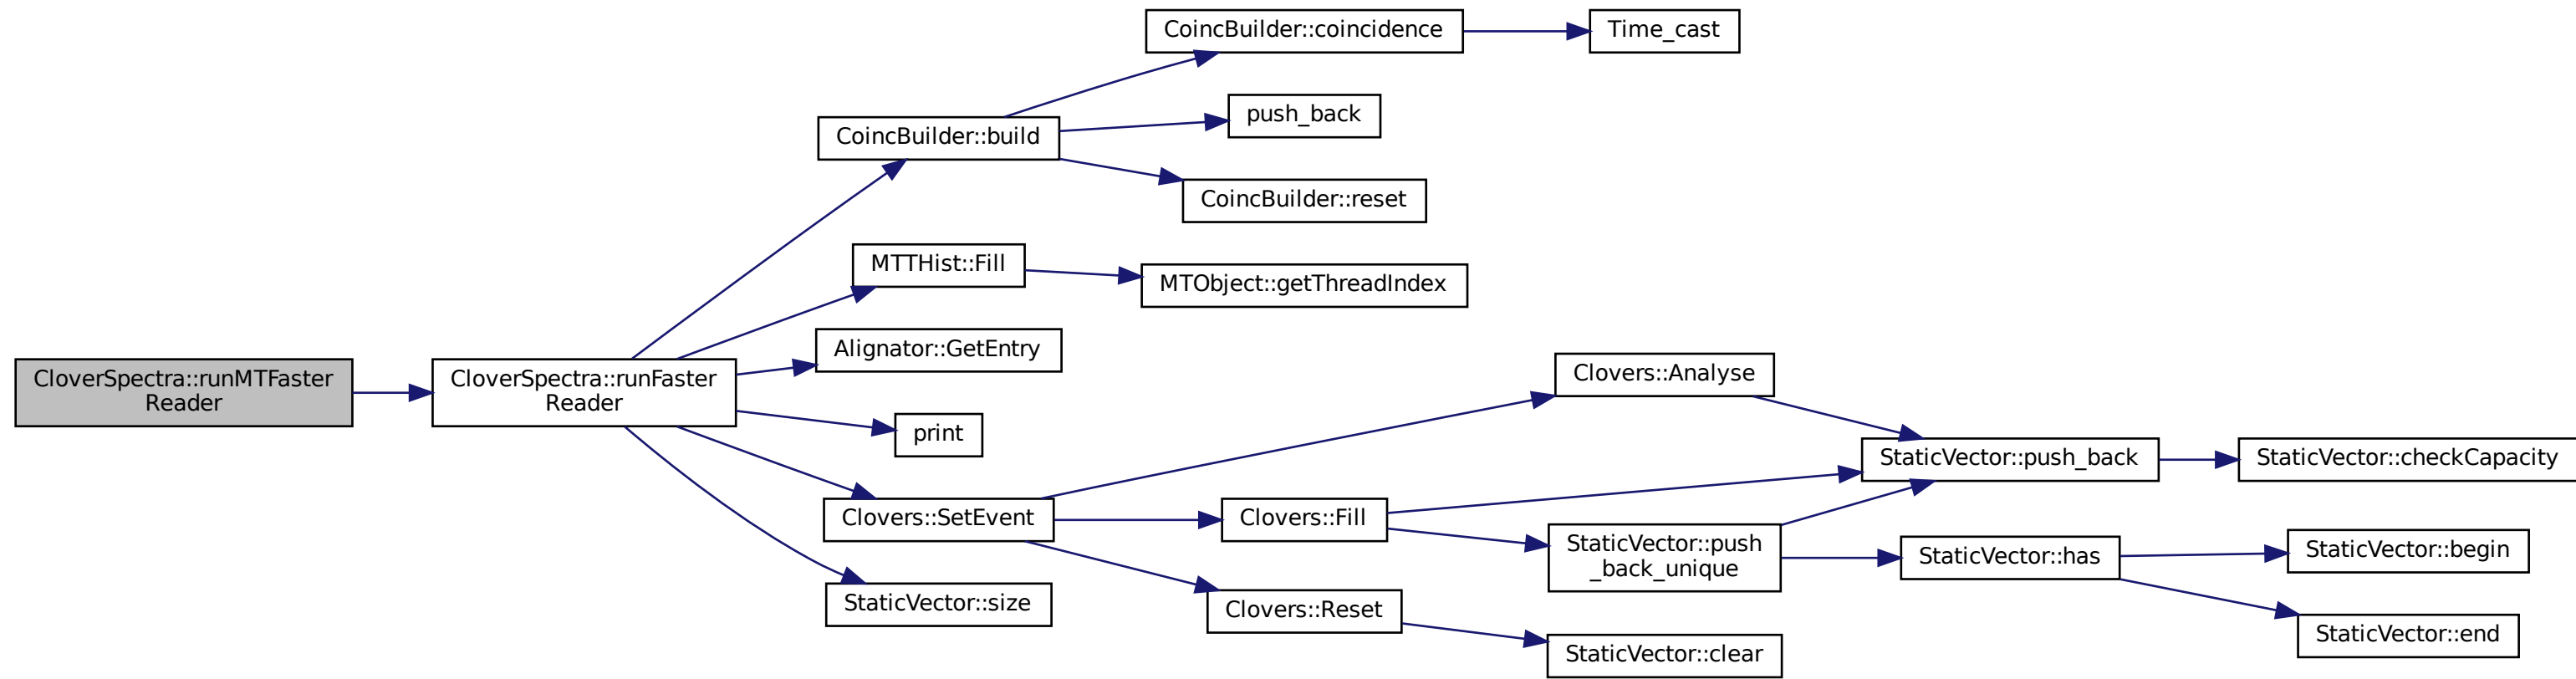 CloverSpectra::runMTFaster
Reader
CloverSpectra::runFaster
Reader
CoincBuilder::build
CoincBuilder::coincidence
Time_cast
push_back
CoincBuilder::reset
MTTHist::Fill
MTObject::getThreadIndex
Alignator::GetEntry
print
Clovers::SetEvent
Clovers::Analyse
StaticVector::push_back
StaticVector::checkCapacity
Clovers::Fill
StaticVector::push
_back_unique
StaticVector::has
StaticVector::begin
StaticVector::end
Clovers::Reset
StaticVector::clear
StaticVector::size